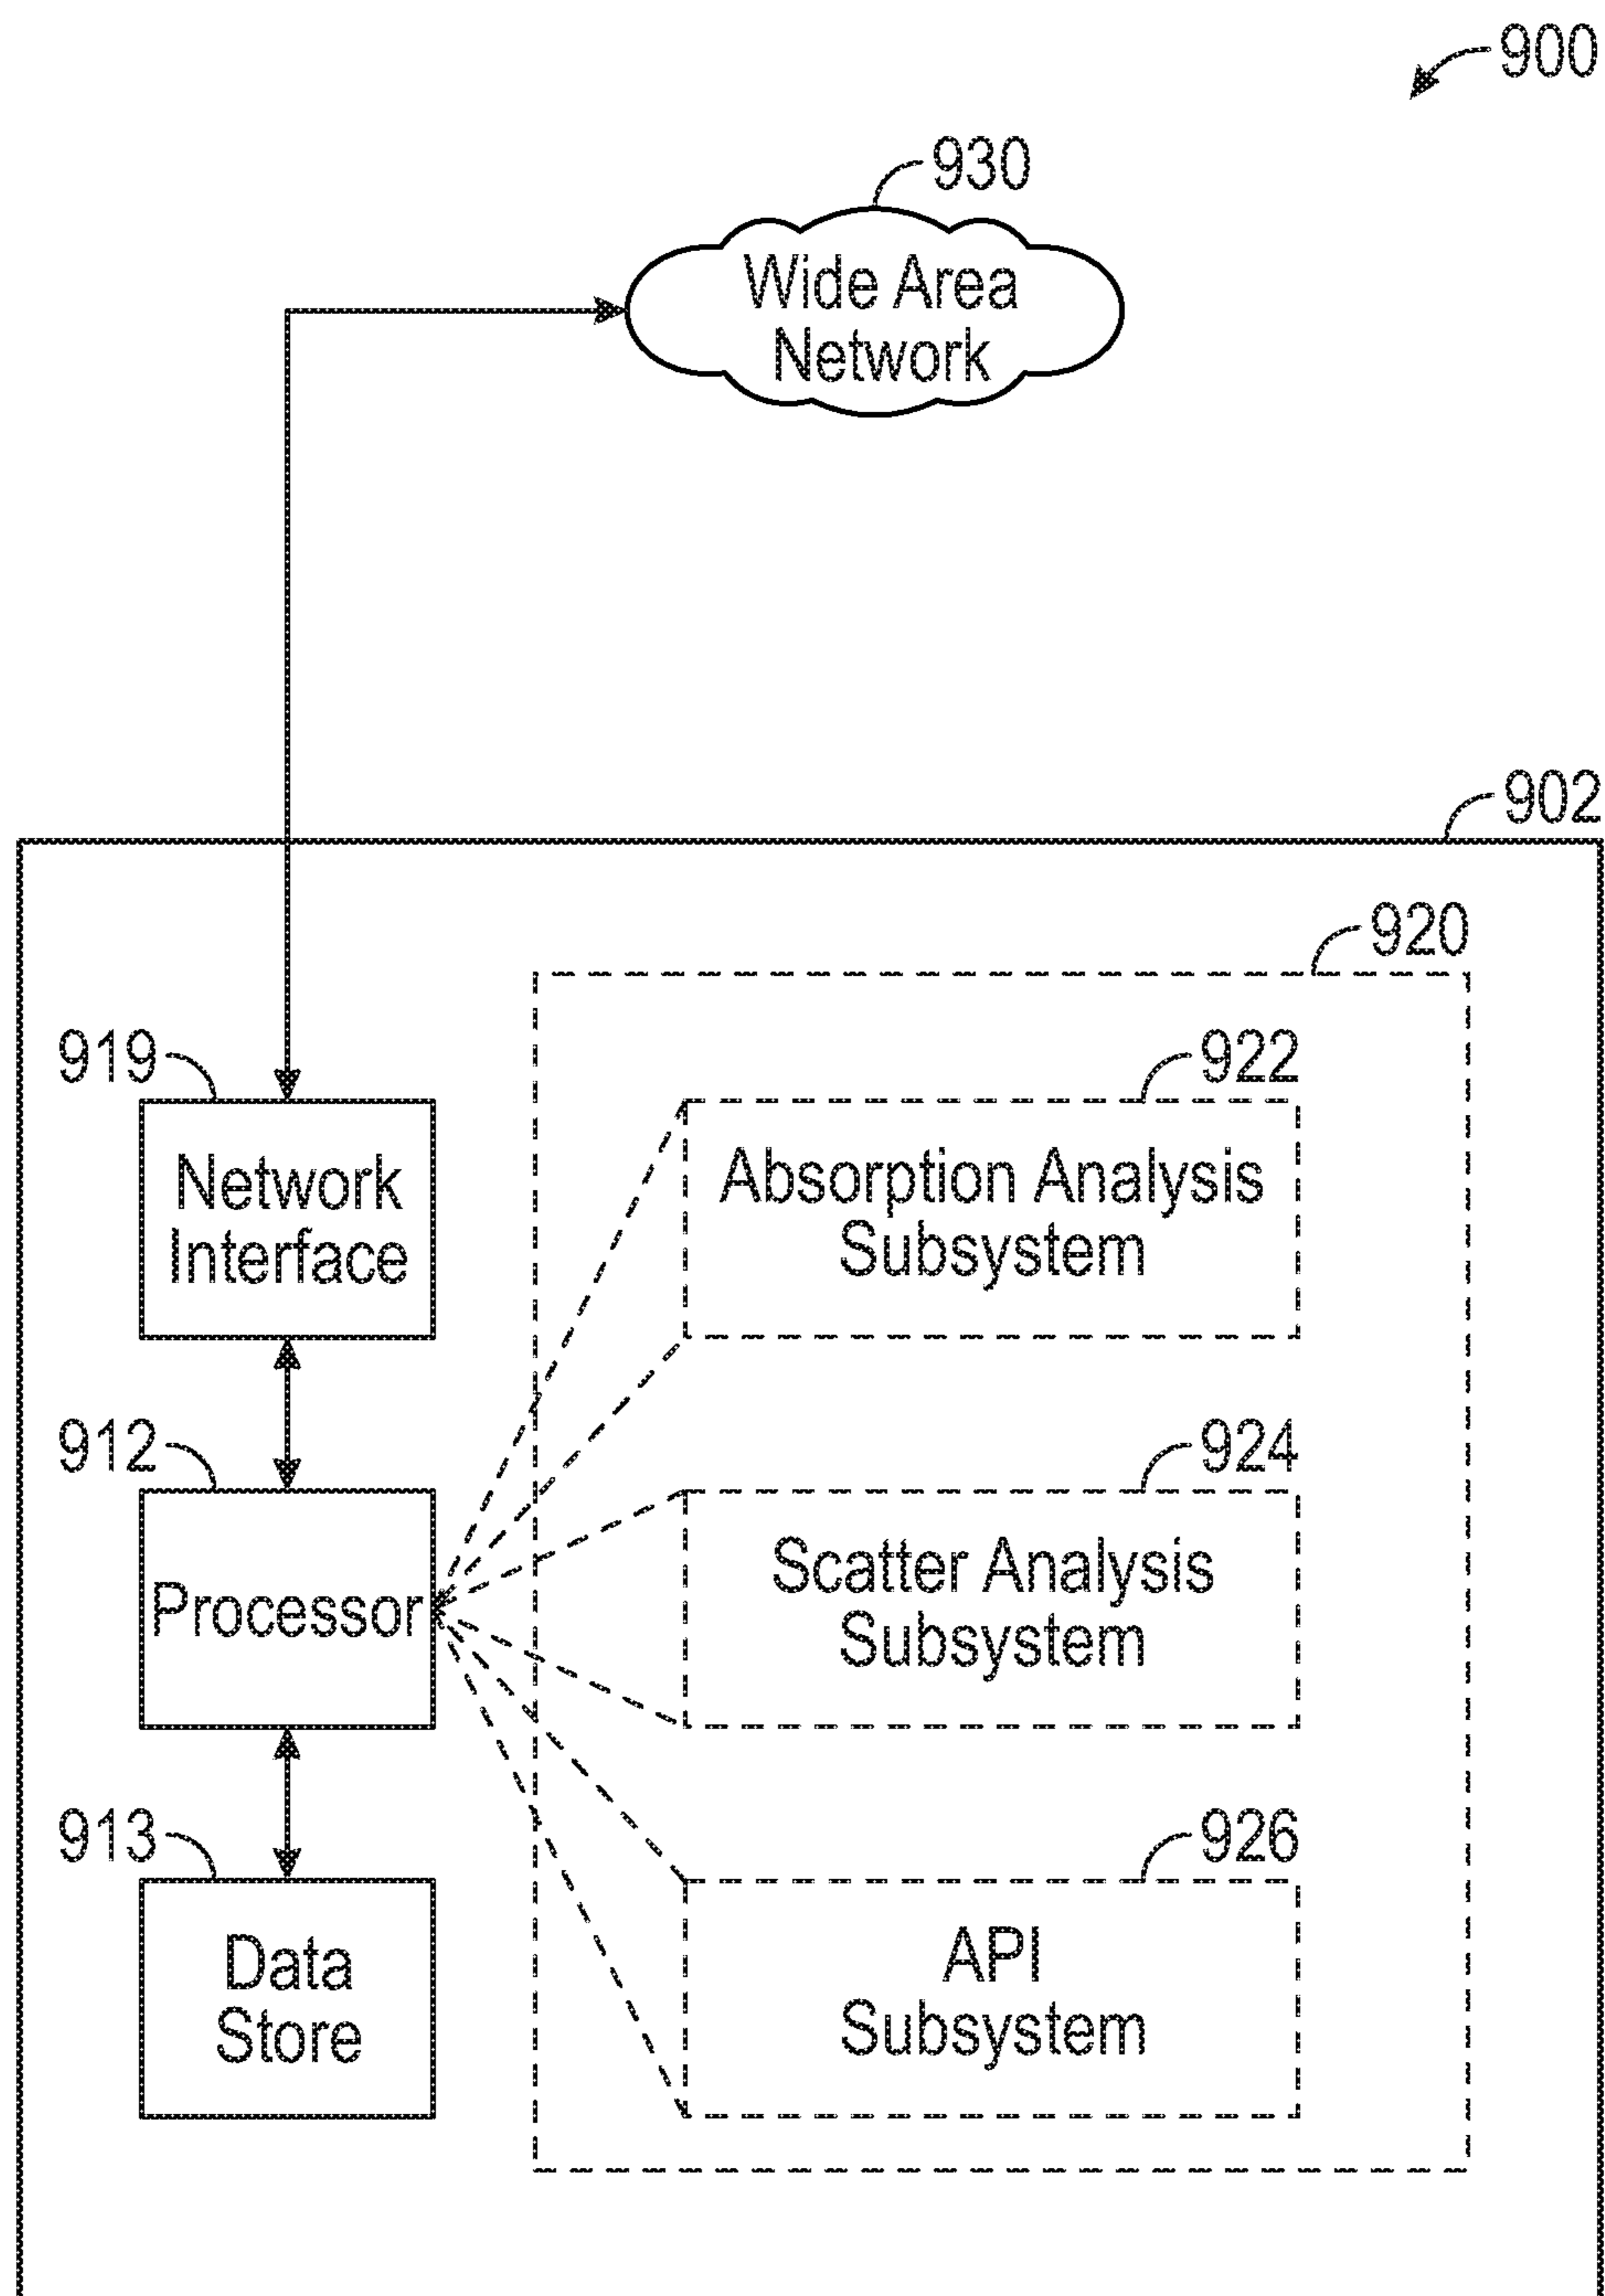 900
930
Wide Area
Network
902
920
919
922
Network
Interface
Absorption Analysis
Subsystem
912
924
Processor
Scatter Analysis
Subsystem
913
926
Data
Store
API
Subsystem